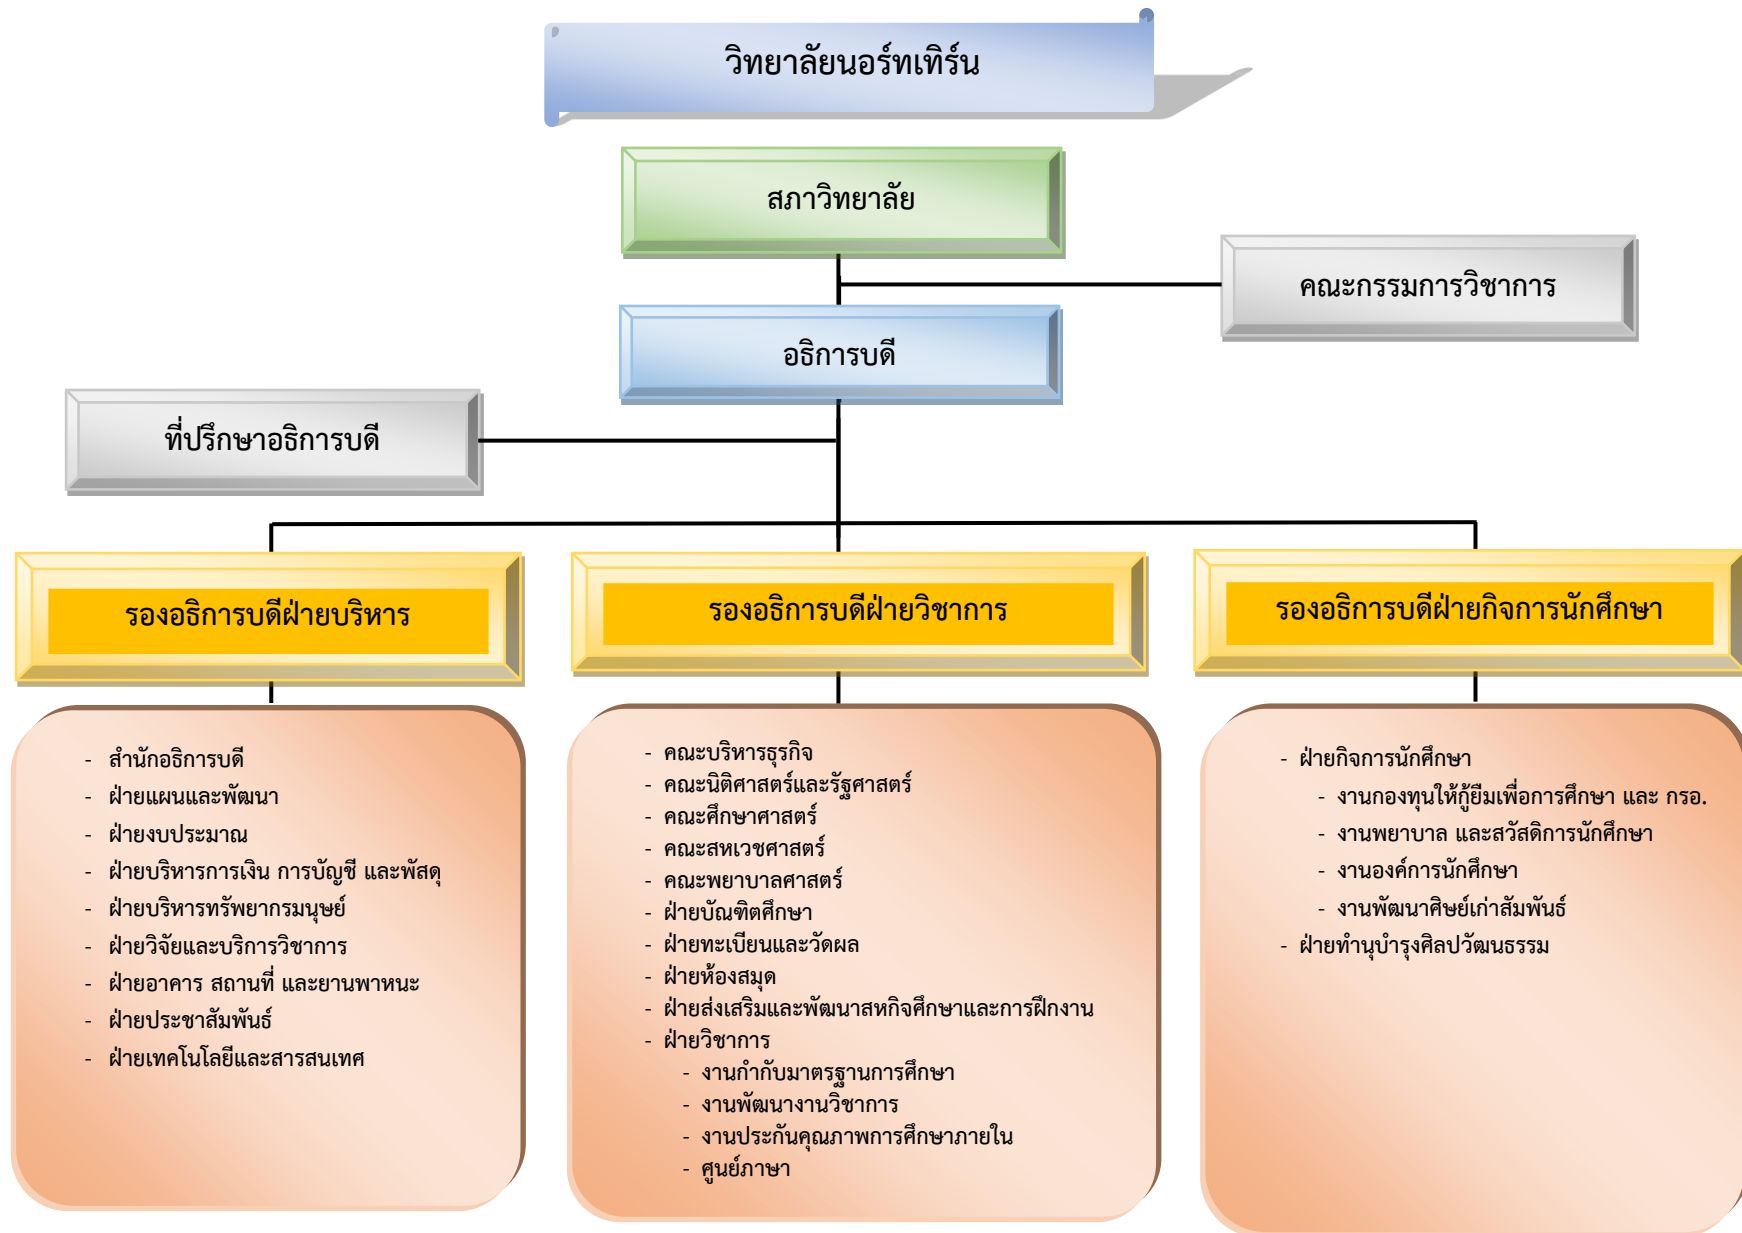 วิทยาลัยนอร์ทเทิร์น
สภาวิทยาลัย
คณะกรรมการวิชาการ
อธิการบดี
ที่ปรึกษาอธิการบดี
รองอธิการบดีฝ่ายบริหาร
- สำนักอธิการบดี
- ฝ่ายแผนและพัฒนา
- ฝ่ายงบประมาณ
- ฝ่ายบริหารการเงิน การบัญชี และพัสดุ
- ฝ่ายบริหารทรัพยากรมนุษย์
- ฝ่ายวิจัยและบริการวิชาการ
- ฝ่ายอาคาร สถานที่ และยานพาหนะ
- ฝ่ายประชาสัมพันธ์
- ฝ่ายเทคโนโลยีและสารสนเทศ
รองอธิการบดีฝ่ายวิชาการ
- คณะบริหารธุรกิจ
- คณะนิติศาสตร์และรัฐศาสตร์
- คณะศึกษาศาสตร์
- คณะสหเวชศาสตร์
- คณะพยาบาลศาสตร์
- ฝ่ายบัณฑิตศึกษา
- ฝ่ายทะเบียนและวัดผล
- ฝ่ายห้องสมุด
- ฝ่ายส่งเสริมและพัฒนาสหกิจศึกษาและการฝึกงาน
- ฝ่ายวิชาการ
- งานกำกับมาตรฐานการศึกษา
- งานพัฒนางานวิชาการ
- งานประกันคุณภาพการศึกษาภายใน
- ศูนย์ภาษา
รองอธิการบดีฝ่ายกิจการนักศึกษา
- ฝ่ายกิจการนักศึกษา
- งานกองทุนให้กู้ยืมเพื่อการศึกษา และ กรอ.
- งานพยาบาล และสวัสดิการนักศึกษา
- งานองค์การนักศึกษา
- งานพัฒนาศิษย์เก่าสัมพันธ์
- ฝ่ายทำนุบำรุงศิลปวัฒนธรรม